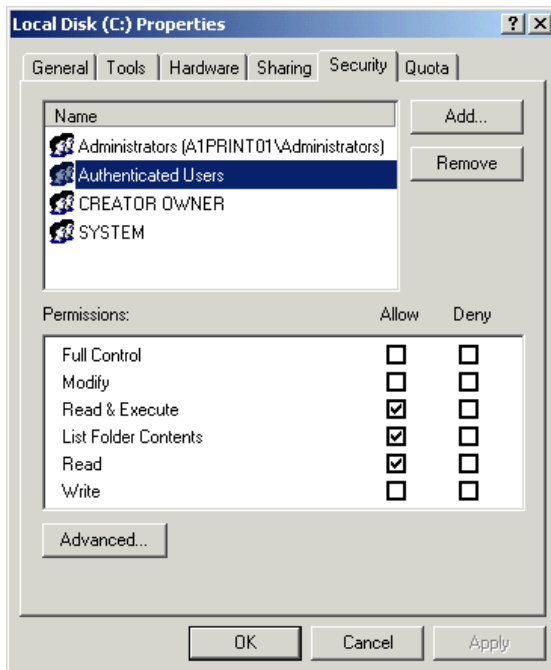 Local Disk (C:) Properties
General Tools Hardware Sharing Security Quota
Name
Administrators (A1PRINT01\Administrators)
Authenticated Users
CREATOR OWNER
SYSTEM
Add...
Remove
Permissions: Allow Deny
Full Control
Modify
Read & Execute
List Folder Contents
Read
Write
Advanced...
OK Cancel Apply